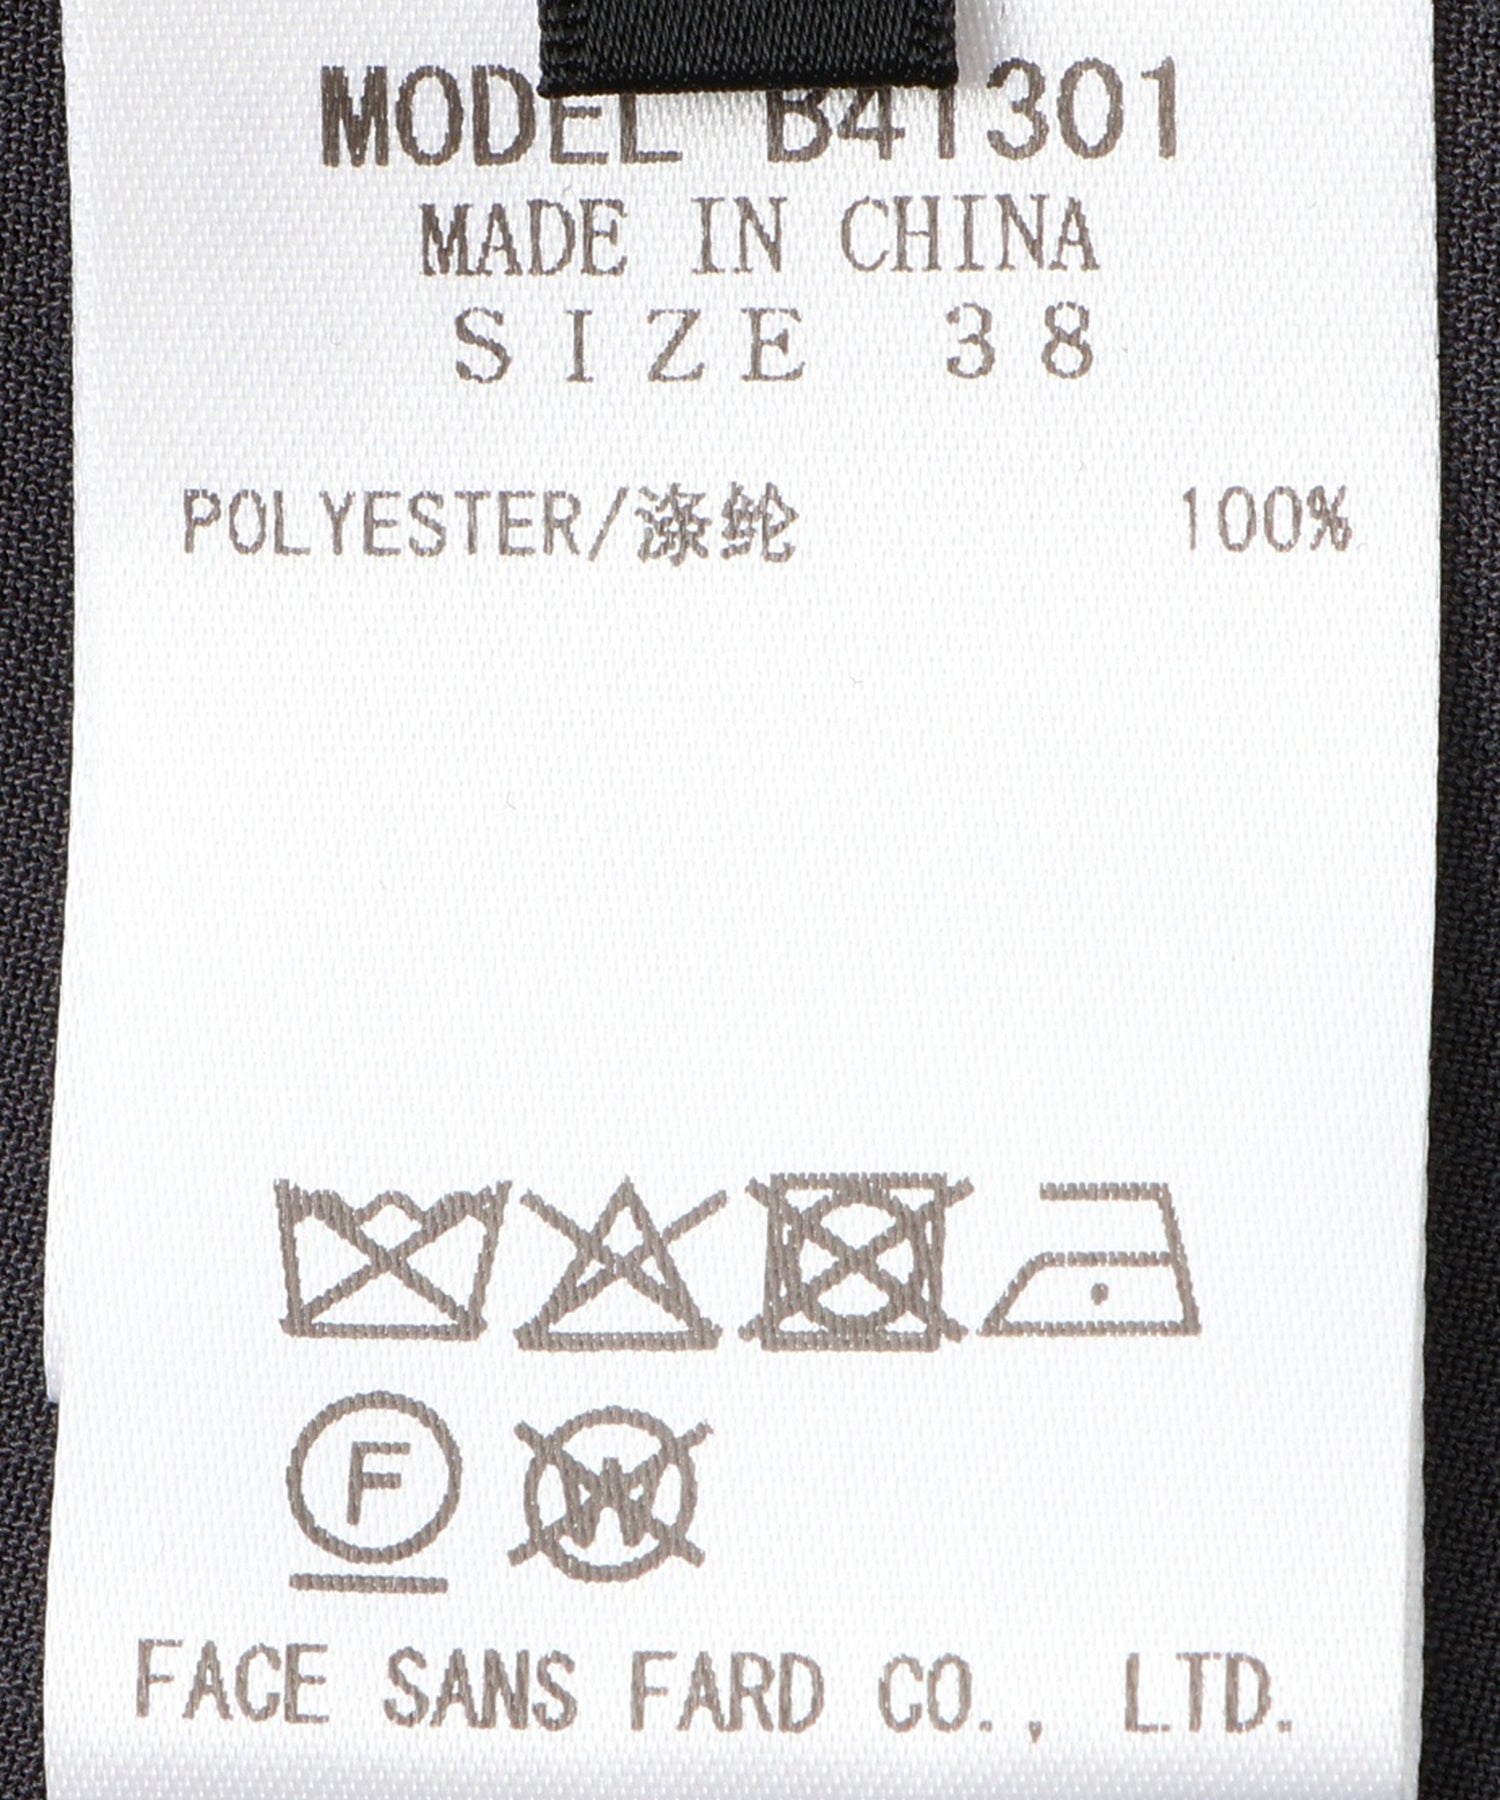 MODEL B41301
MADE IN CHINA
SIZE 38
POLYESTER/涤纶 100%
F
W
FACE SANS FARD CO., LTD.